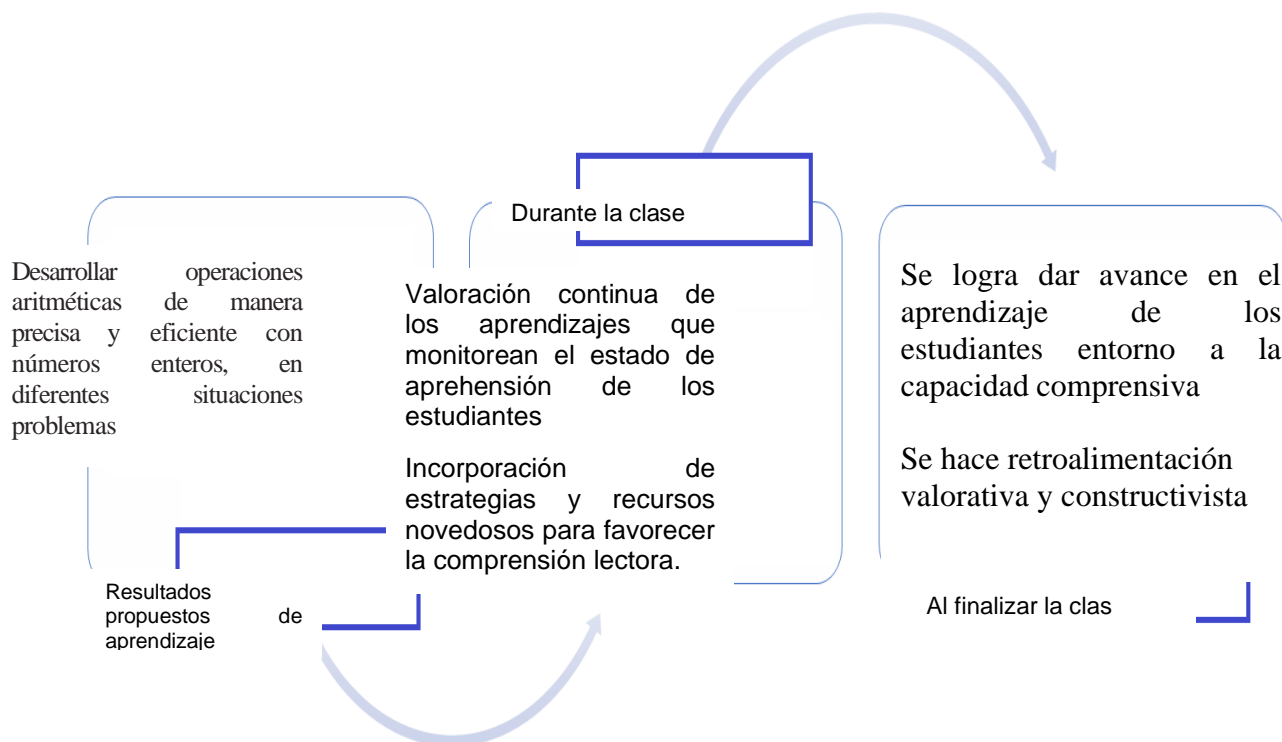 Desarrollar operaciones
aritméticas de manera
precisa y eficiente con
números enteros, en
diferentes situaciones
problemas
Resultados
propuestos de
aprendizaje
Durante la clase
Valoración continua de
los aprendizajes que
monitorean el estado de
aprehensión de los
estudiantes
Incorporación de
estrategias y recursos
novedosos para favorecer
la comprensión lectora.
Se logra dar avance en el
aprendizaje de los
estudiantes entorno a la
capacidad comprensiva
Se hace retroalimentación
valorativa y constructivista
Al finalizar la clas